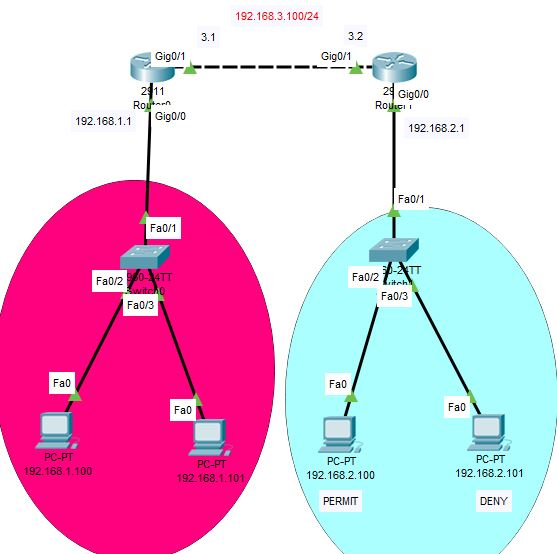 192.168.3.100/24
3.1
3.2
Gig0/1
Gig0/1
2911
Gig0/0
Gig0/0
192.168.1.1
192.168.2.1
Fa0/1
Fa0/1
Fa0/2
Fa0/3
Fa0/2
Fa0/3
Fa0
Fa0
Fa0
Fa0
PC-PT
192.168.1.100
PC-PT
192.168.1.101
PC-PT
192.168.2.100
PC-PT
192.168.2.101
PERMIT
DENY